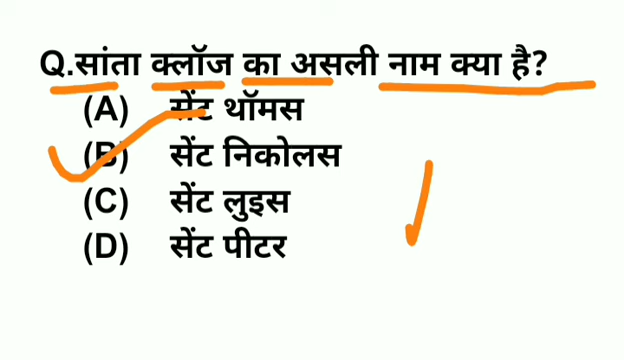 Q.सांता क्लॉज का असली नाम क्या है?
(A) सेंट थॉमस
(B) सेंट निकोलस
(C) सेंट लुइस
(D) सेंट पीटर